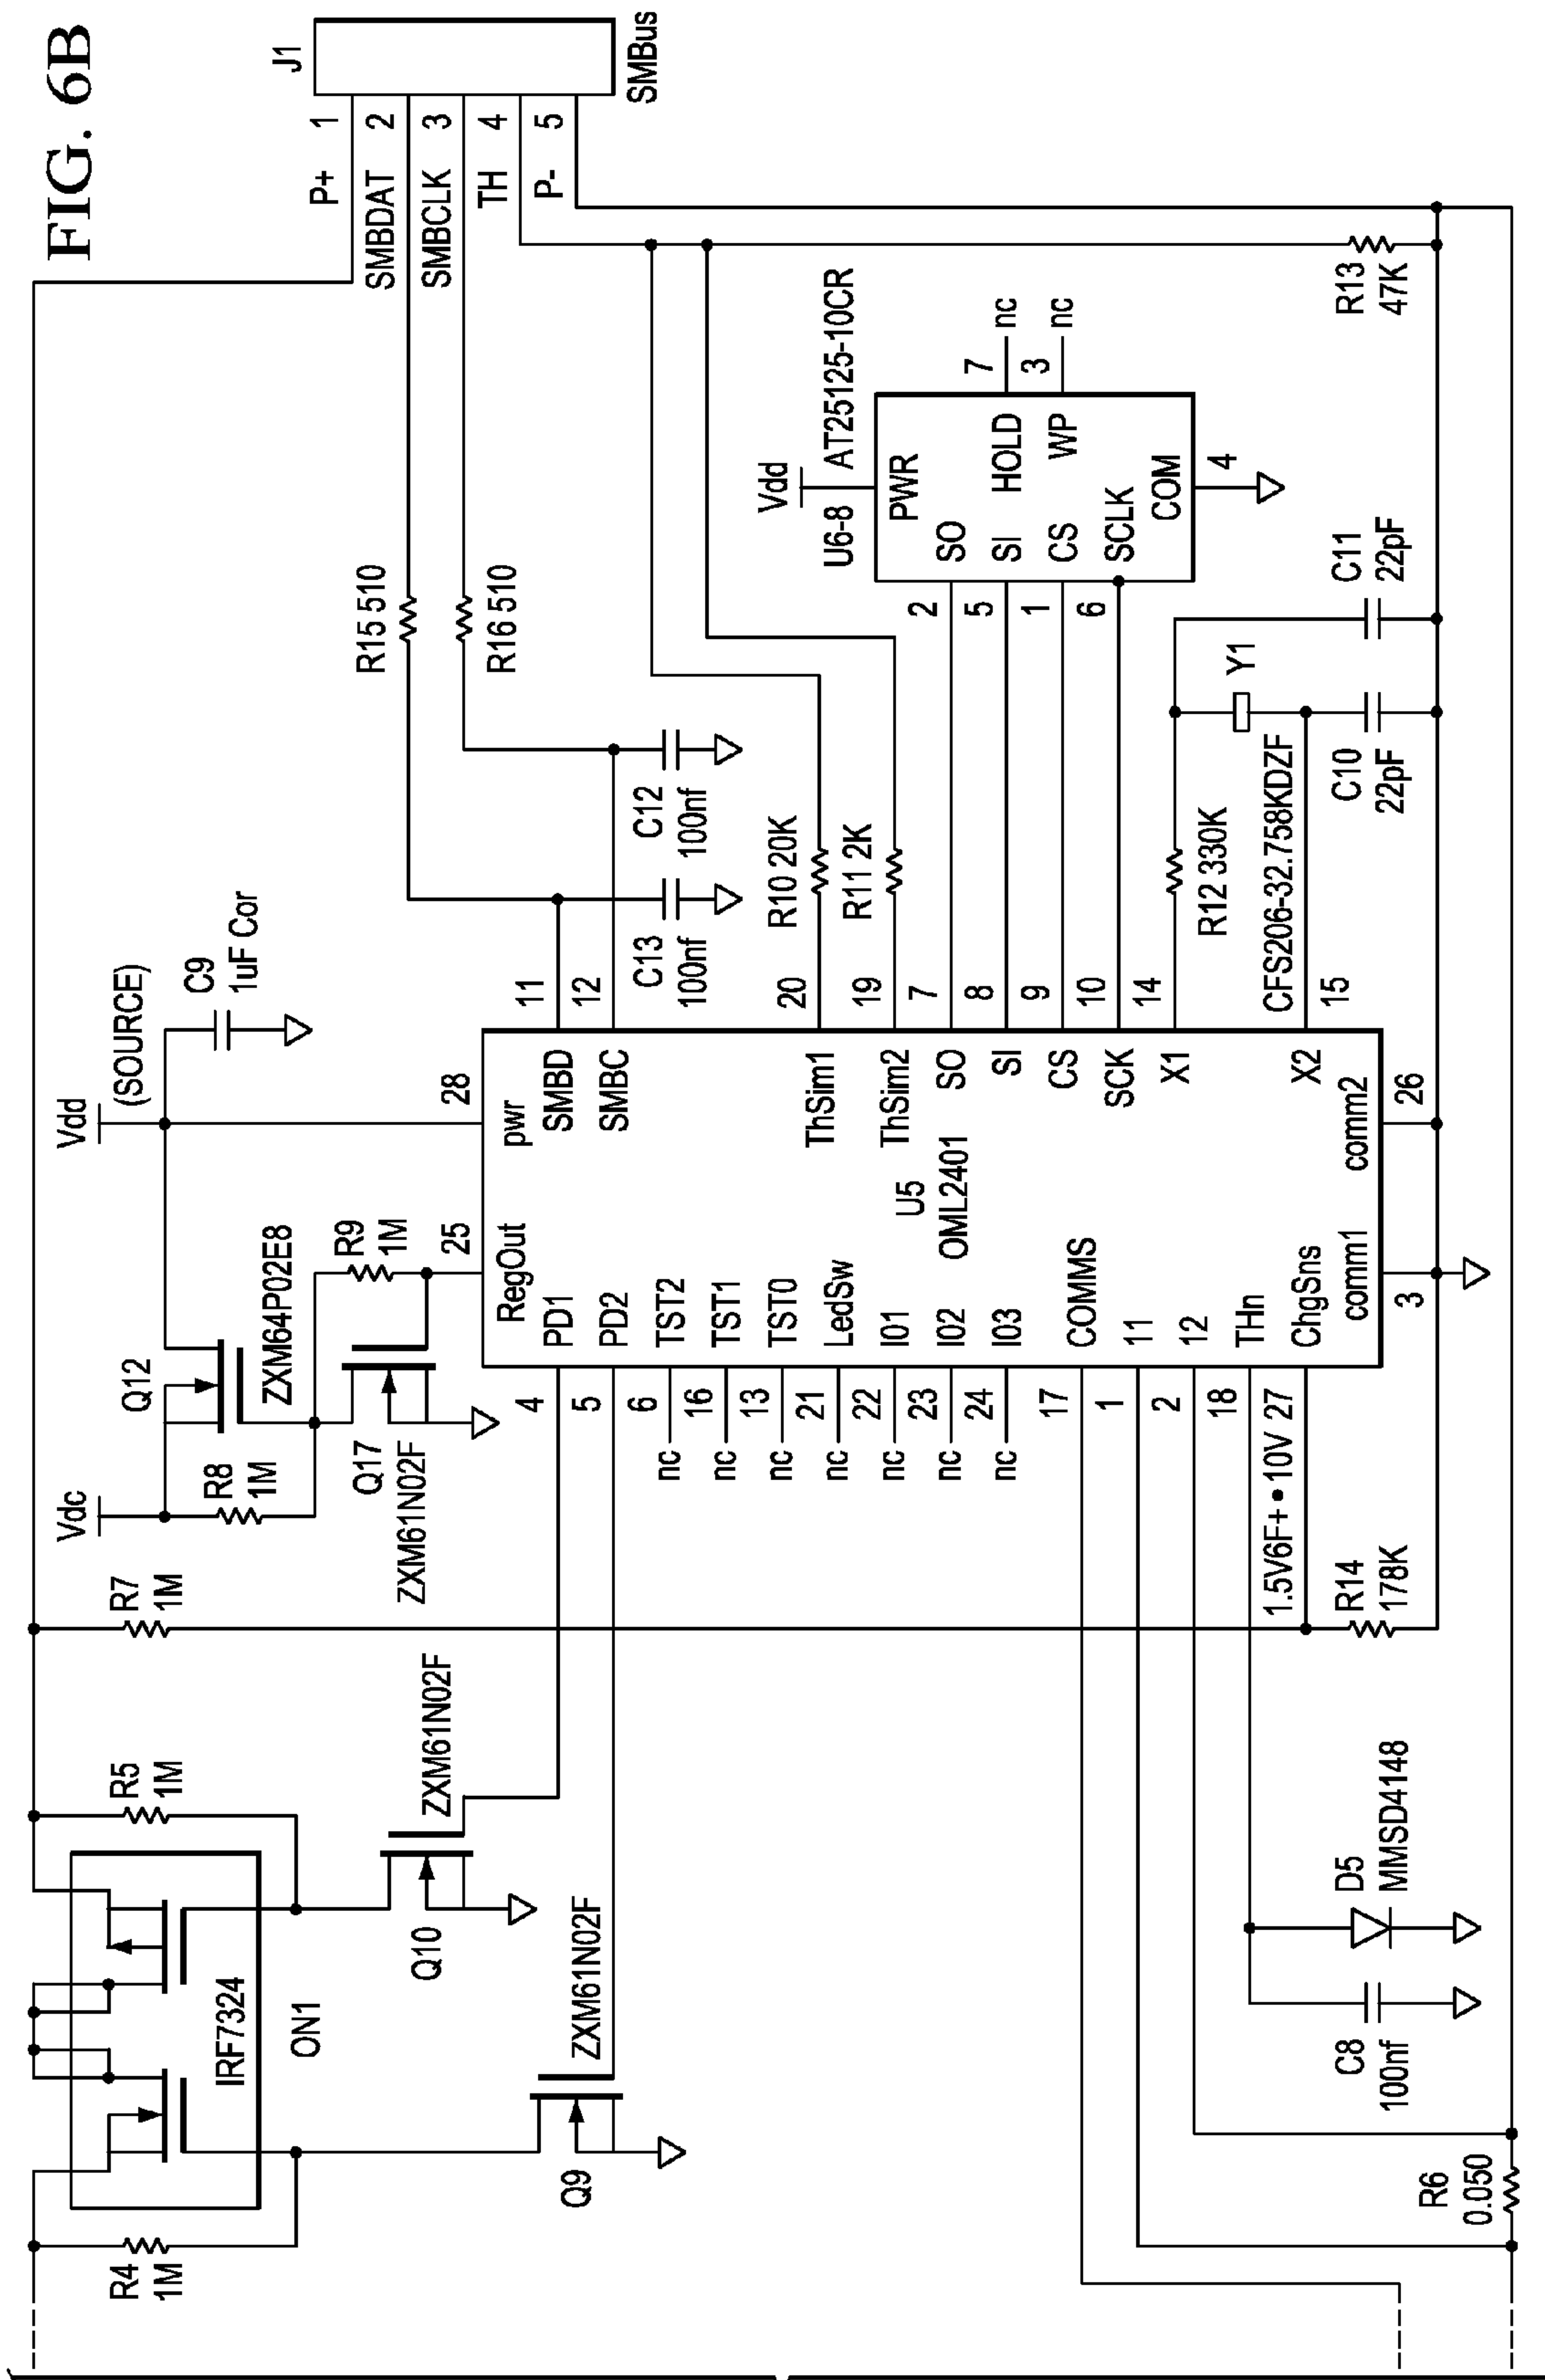 FIG. 6B
J1
SMBus
P+
1
SMBDAT
2
SMBCLK
3
TH
4
P-
5
R15 510
R16 510
C12
100nf
C13
100nf
R10 20K
R11 2K
R13
47K
Vdd
U6-8
AT25125-10CR
PWR
SO
SI
CS
SCLK
HOLD
WP
COM
2
5
1
6
7
nc
3
nc
4
C11
22pF
Y1
C10
22pF
R12 330K
CFS206-32.758KDZF
Vdd
(SOURCE)
C9
1uF Cor
Q12
ZXM64P02E8
Vdc
R8
1M
R9
1M
Q17
ZXM61N02F
R7
1M
28
25
11
12
20
19
7
8
9
10
14
15
pwr
RegOut
SMBD
SMBC
ThSim1
ThSim2
SO
SI
CS
SCK
X1
X2
U5
OML2401
PD1
PD2
TST2
TST1
TST0
LedSw
I01
I02
I03
COMMS
11
12
THIn
ChgSns
comm1
comm2
4
5
6
nc
16
nc
13
nc
21
nc
22
nc
23
nc
24
nc
17
1
2
18
1.5V6F+•10V 27
3
26
R14
178K
R5
1M
IRF7324
ON1
ZXM61N02F
Q10
ZXM61N02F
Q9
R4
1M
D5
MMSD4148
C8
100nf
R6
0.050